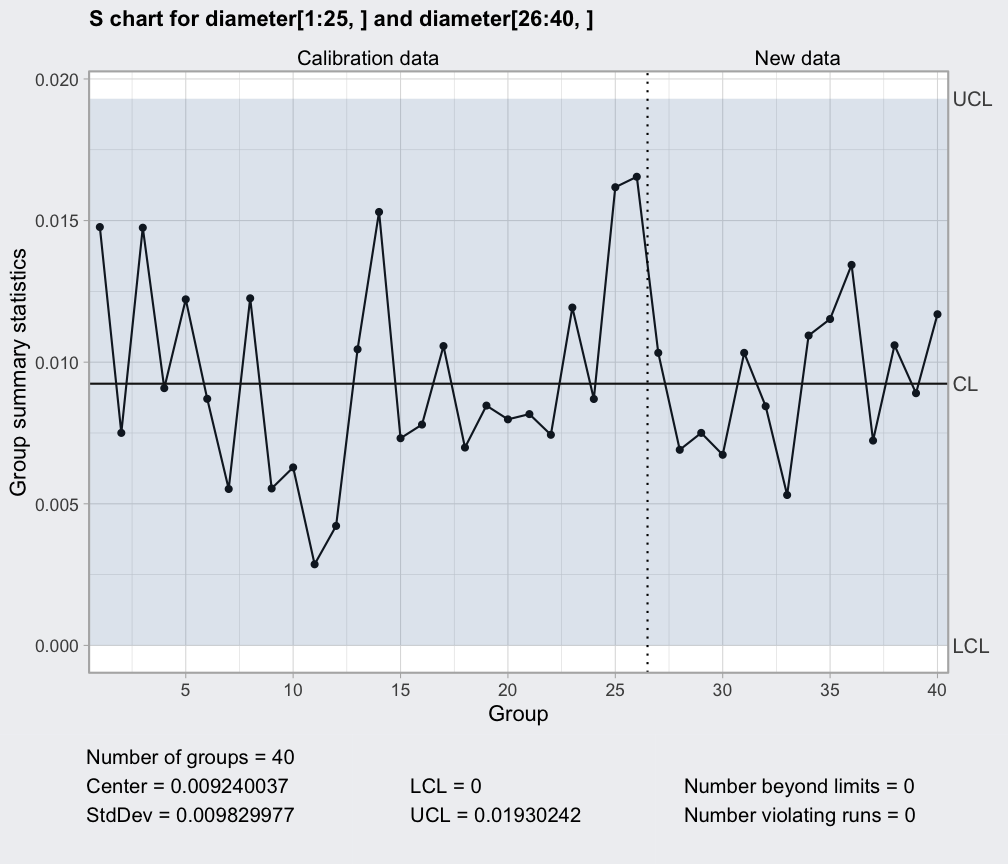 S chart for diameter[1:25, ] and diameter[26:40, ]
Calibration data New data
0.020
UCL
0.015
0.010
CL
0.005
0.000
LCL
Group summary statistics
5 10 15 20 25 30 35 40
Group
Number of groups = 40
Center = 0.009240037 LCL = 0 Number beyond limits = 0
StdDev = 0.009829977 UCL = 0.01930242 Number violating runs = 0